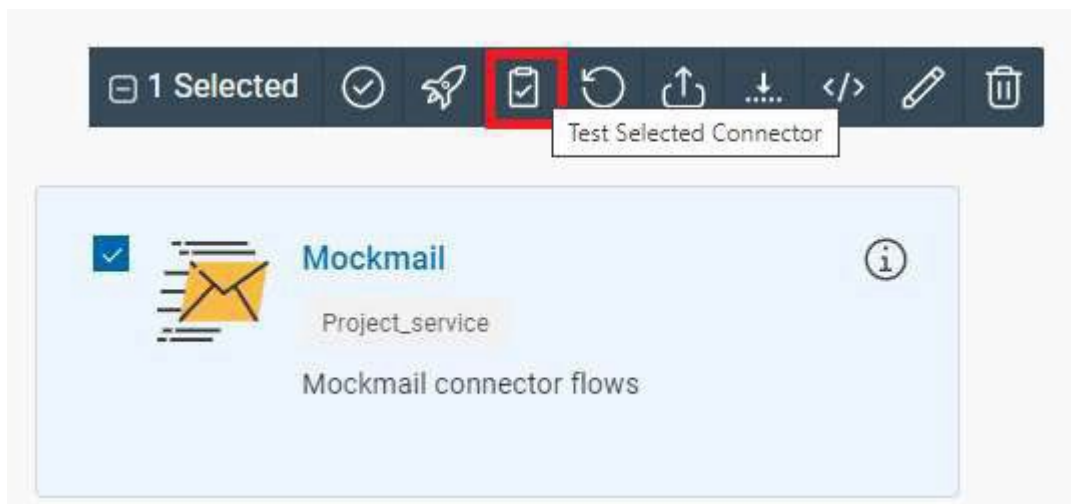 1 Selected
</>
Test Selected Connector
Mockmail
Project_service
Mockmail connector flows